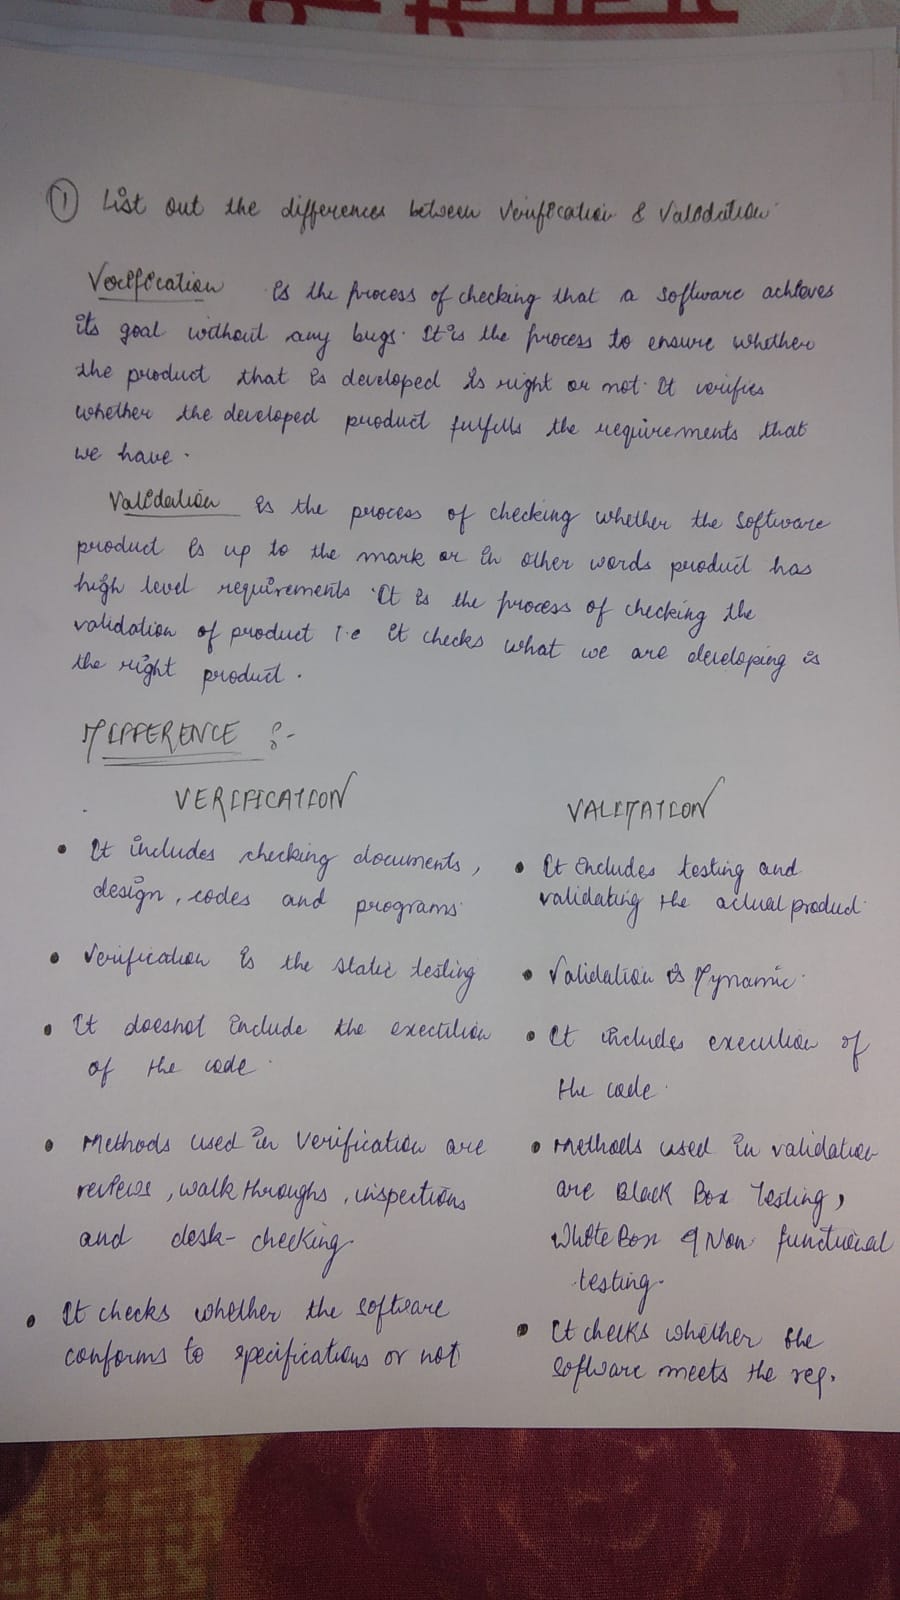 ① List out the differences between Verification & Validation
Verification is the process of checking that a software achieves
its goal without any bugs. It is the process to ensure whether
the product that is developed is right or not. It verifies
whether the developed product fulfills the requirements that
we have.
Validation is the process of checking whether the software
product is up to the mark or in other words product has
high level requirements. It is the process of checking the
validation of product i.e it checks what we are developing is
the right product.
DIFFERENCE :-
VERIFICATION
• It includes checking documents,
design, codes and programs
• Verification is the static testing
• It doesnot include the execution
of the code.
• Methods used in verification are
reviews, walkthroughs, inspections
and desk-checking.
• It checks whether the software
conforms to specifications or not
VALIDATION
• It includes testing and
validating the actual product.
• Validation is Dynamic.
• It includes execution of
the code.
• Methods used in validation
are Black Box Testing,
White Box & Non functional
testing.
• It checks whether the
software meets the req.